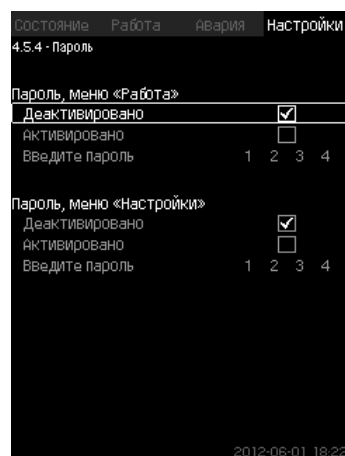 Состояние Работа Авария Настройки
4.5.4 - Пароль
Пароль, меню «Работа»
Деактивировано
Активировано
Введите пароль 1 2 3 4
Пароль, меню «Настройки»
Деактивировано
Активировано
Введите пароль 1 2 3 4
2012-06-01 18:22